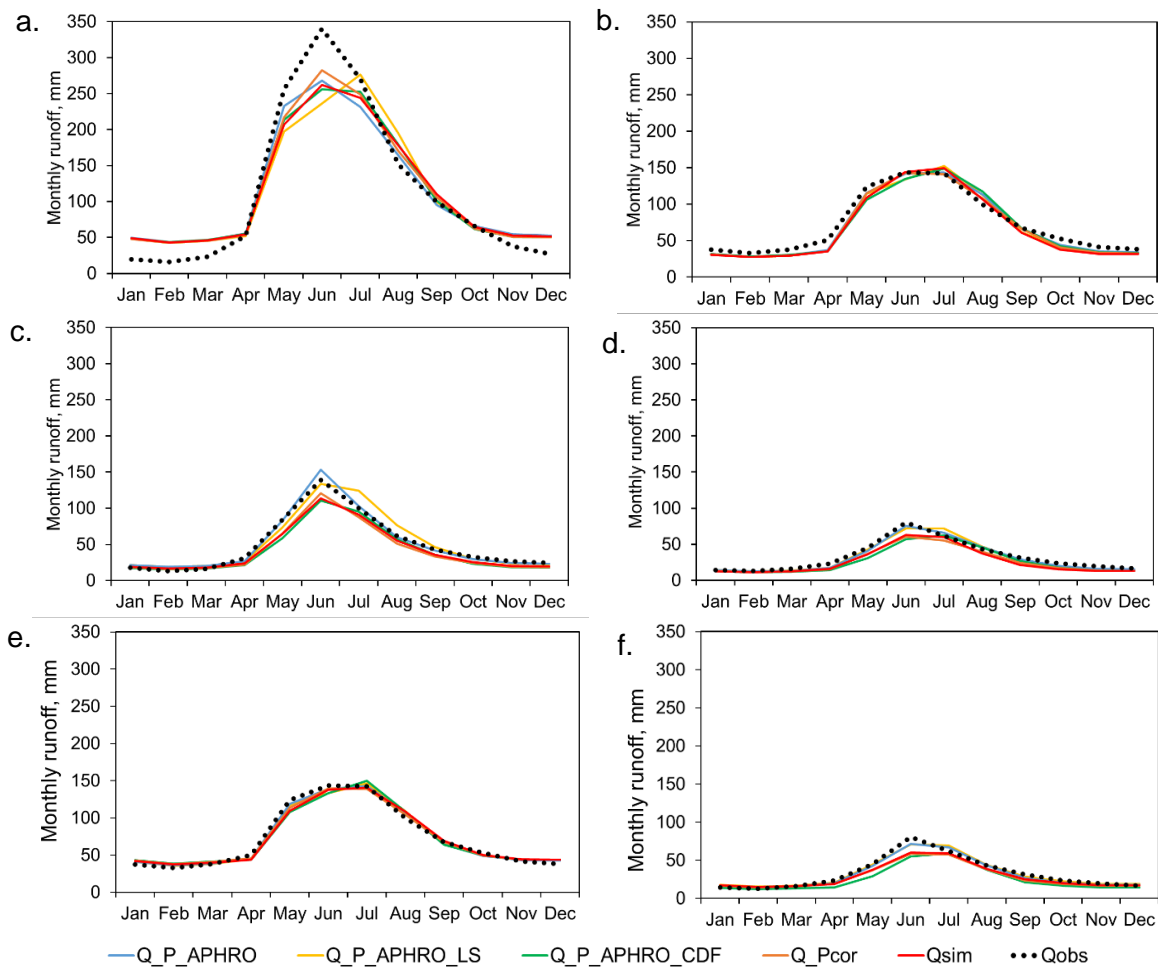 a.
Monthly runoff, mm
350
300
250
200
150
100
50
0
Jan Feb Mar Apr May Jun Jul Aug Sep Oct Nov Dec
b.
Monthly runoff, mm
350
300
250
200
150
100
50
0
Jan Feb Mar Apr May Jun Jul Aug Sep Oct Nov Dec
c.
Monthly runoff, mm
350
300
250
200
150
100
50
0
Jan Feb Mar Apr May Jun Jul Aug Sep Oct Nov Dec
d.
Monthly runoff, mm
350
300
250
200
150
100
50
0
Jan Feb Mar Apr May Jun Jul Aug Sep Oct Nov Dec
e.
Monthly runoff, mm
350
300
250
200
150
100
50
0
Jan Feb Mar Apr May Jun Jul Aug Sep Oct Nov Dec
f.
Monthly runoff, mm
350
300
250
200
150
100
50
0
Jan Feb Mar Apr May Jun Jul Aug Sep Oct Nov Dec
Q_P_APHRO Q_P_APHRO_LS Q_P_APHRO_CDF Q_Pcor Qsim Qobs